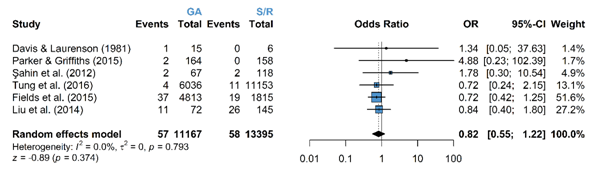 GA S/R
Events Total Events Total Odds Ratio OR 95%-CI Weight
Davis & Laurenson (1981) 1 15 0 6 1.34 [0.05; 37.63] 1.4%
Parker & Griffiths (2015) 2 164 0 158 4.88 [0.23; 102.39] 1.7%
Şahin et al. (2012) 2 67 2 118 1.78 [0.30; 10.54] 4.9%
Tung et al. (2016) 4 6036 11 11153 0.72 [0.24; 2.15] 13.1%
Fields et al. (2015) 37 4813 19 1815 0.72 [0.42; 1.25] 51.6%
Liu et al. (2014) 11 72 26 145 0.84 [0.40; 1.80] 27.2%
Random effects model 57 11167 58 13395 0.82 [0.55; 1.22] 100.0%
Heterogeneity: I² = 0.0%, τ² = 0, p = 0.793
z = -0.89 (p = 0.374)
0.1 1 10 100